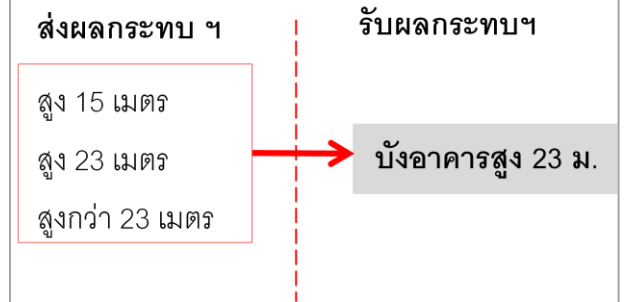 ส่งผลกระทบ ฯ
รับผลกระทบฯ
สูง 15 เมตร
สูง 23 เมตร
บังอาคารสูง 23 ม.
สูงกว่า 23 เมตร